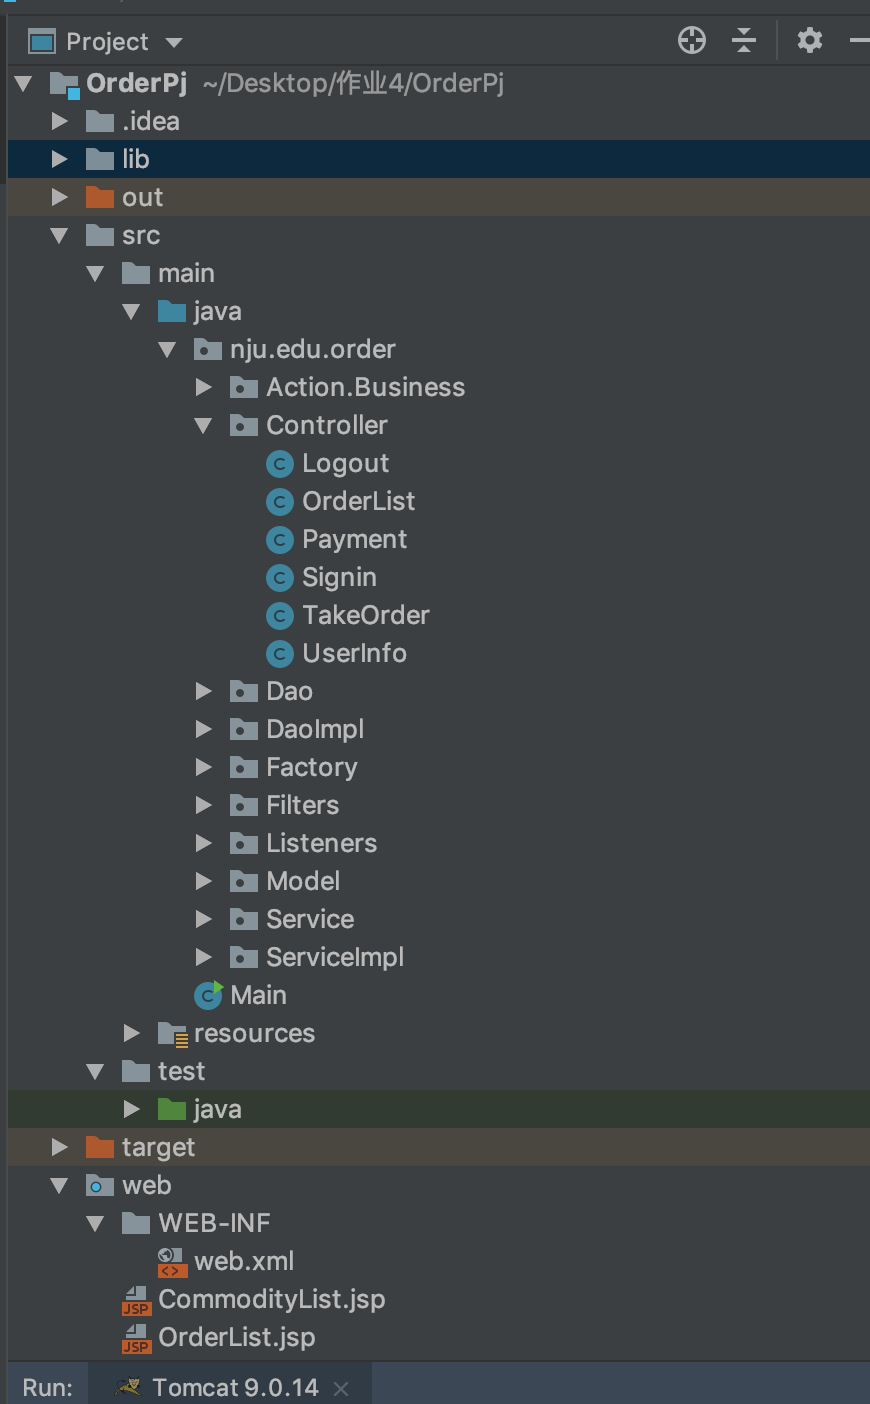 Project
OrderPj ~/Desktop/作业4/OrderPj
.idea
lib
out
src
main
java
nju.edu.order
Action.Business
Controller
C Logout
C OrderList
C Payment
C Signin
C TakeOrder
C UserInfo
Dao
DaoImpl
Factory
Filters
Listeners
Model
Service
ServiceImpl
C Main
resources
test
java
target
web
WEB-INF
web.xml
JSP CommodityList.jsp
JSP OrderList.jsp
Run: Tomcat 9.0.14